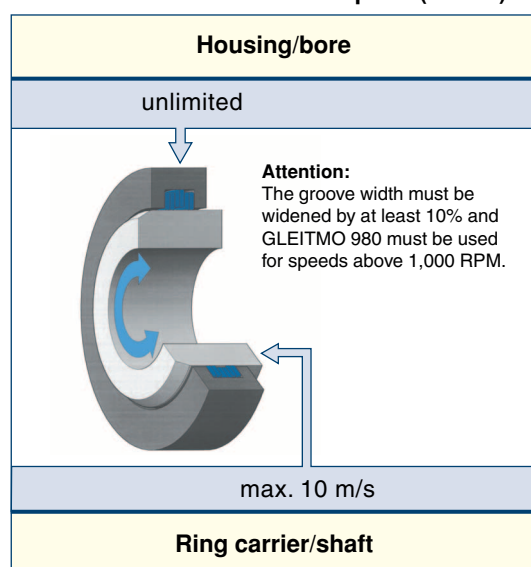 Housing/bore
unlimited
Attention:
The groove width must be
widened by at least 10% and
GLEITMO 980 must be used
for speeds above 1,000 RPM.
max. 10 m/s
Ring carrier/shaft